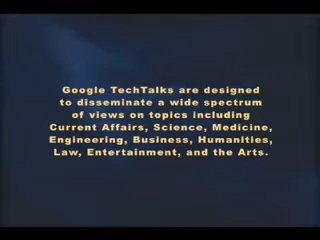 Google TechTalks are designed
to disseminate a wide spectrum
of views on topics including
Current Affairs, Science, Medicine,
Engineering, Business, Humanities,
Law, Entertainment, and the Arts.